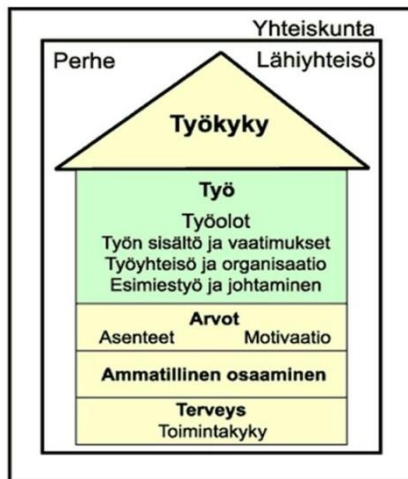 Yhteiskunta
Perhe Lähiyhteisö
Työkyky
Työ
Työolot
Työn sisältö ja vaatimukset
Työyhteisö ja organisaatio
Esimiestyö ja johtaminen
Arvot
Asenteet Motivaatio
Ammatillinen osaaminen
Terveys
Toimintakyky